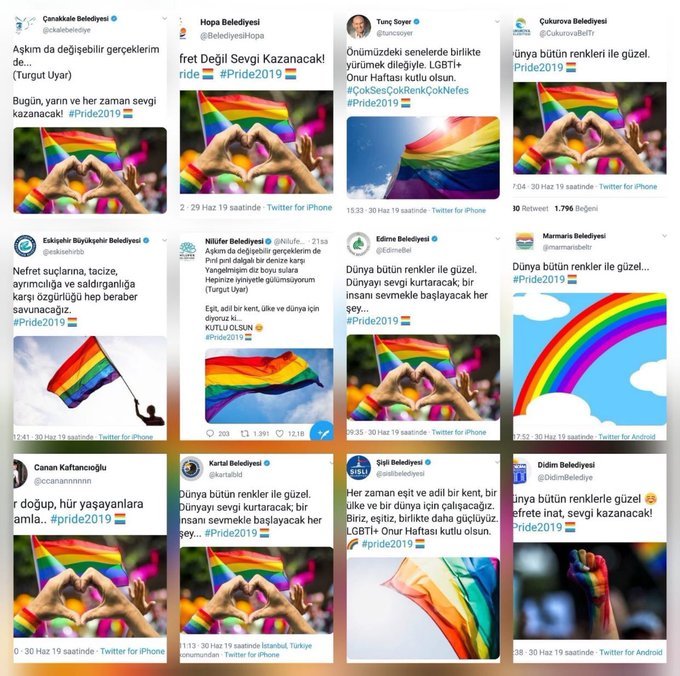 Çanakkale Belediyesi
@ckalebelediye
Aşkım da değişebilir gerçeklerim
de...
(Turgut Uyar)
Bugün, yarın ve her zaman sevgi
kazanacak! #Pride2019
Hopa Belediyesi
@BelediyesiHopa
fret Değil Sevgi Kazanacak!
ride #Pride2019
2 · 29 Haz 19 saatinde · Twitter for iPhone
Tunç Soyer
@tuncsoyer
Önümüzdeki senelerde birlikte
yürümek dileğiyle. LGBTİ+
Onur Haftası kutlu olsun.
#ÇokSesÇokRenkÇokNefes
#Pride2019
15:33 · 30 Haz 19 saatinde · Twitter for iPhone
Çukurova Belediyesi
@CukurovaBelTr
ünya bütün renkleri ile güzel.
Pride2019
7:04 · 30 Haz 19 saatinde · Twitter for iPhone
30 Retweet 1.796 Beğeni
Eskişehir Büyükşehir Belediyesi
@eskisehirbb
Nefret suçlarına, tacize,
ayrımcılığa ve saldırganlığa
karşı özgürlüğü hep beraber
savunacağız.
#Pride2019
12:41 · 30 Haz 19 saatinde · Twitter for iPhone
Nilüfer Belediyesi @Nilufe... · 21sa
Aşkım da değişebilir gerçeklerim de
Pırıl pırıl dalgalı bir denize karşı
Yangelmişim diz boyu sulara
Hepinize iyiniyetle gülümsüyorum
(Turgut Uyar)
Eşit, adil bir kent, ülke ve dünya için
diyoruz ki...
KUTLU OLSUN
#Pride2019
203 1.391 12,1B
Edirne Belediyesi
@EdirneBel
Dünya bütün renkler ile güzel.
Dünyayı sevgi kurtaracak; bir
insanı sevmekle başlayacak her
şey...
#Pride2019
09:35 · 30 Haz 19 saatinde · Twitter for iPhone
Marmaris Belediyesi
@marmarisbeltr
Dünya bütün renkler ile güzel...
#Pride2019
17:52 · 30 Haz 19 saatinde · Twitter for Android
Canan Kaftancıoğlu
@ccanannnnnn
r doğup, hür yaşayanlara
amla.. #pride2019
0 · 30 Haz 19 saatinde · Twitter for iPhone
Kartal Belediyesi
@kartalbld
Dünya bütün renkler ile güzel.
Dünyayı sevgi kurtaracak; bir
insanı sevmekle başlayacak her
şey... #Pride2019
11:13 · 30 Haz 19 saatinde İstanbul, Türkiye
konumundan · Twitter for iPhone
ŞİŞLİ
Şişli Belediyesi
@sislibelediyesi
Her zaman eşit ve adil bir kent, bir
ülke ve bir dünya için çalışacağız.
Biriz, eşitiz, birlikte daha güçlüyüz.
LGBTİ+ Onur Haftası kutlu olsun.
#pride2019
Didim Belediyesi
@DidimBelediye
ünya bütün renklerle güzel
efrete inat, sevgi kazanacak!
Pride2019
:38 · 30 Haz 19 saatinde · Twitter for Android